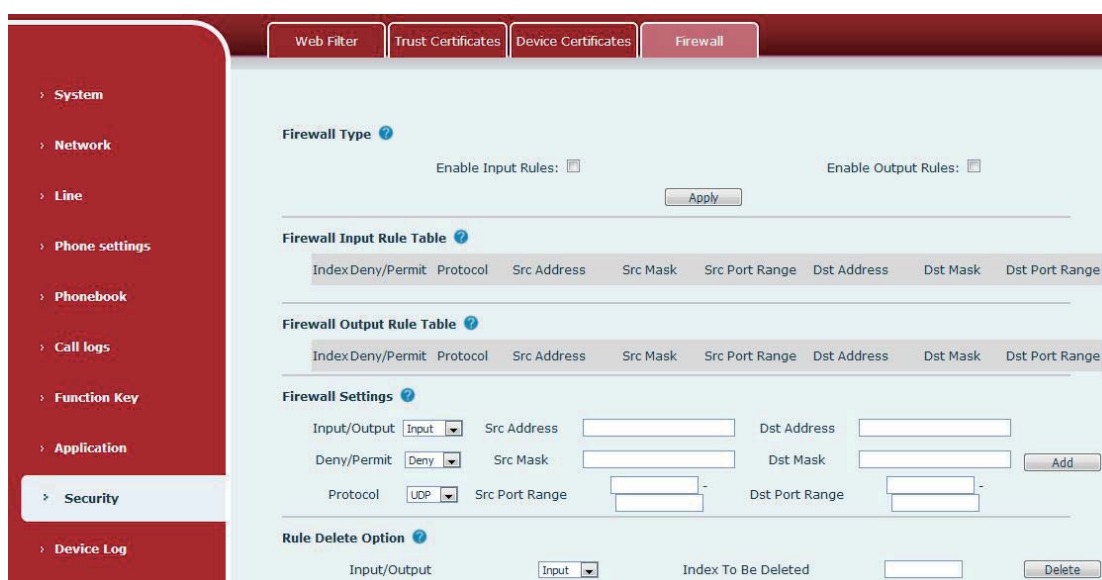 Web Filter Trust Certificates Device Certificates Firewall
› System
› Network
› Line
› Phone settings
› Phonebook
› Call logs
› Function Key
› Application
› Security
› Device Log
Firewall Type ?
Enable Input Rules: Enable Output Rules:
Apply
Firewall Input Rule Table ?
Index Deny/Permit Protocol Src Address Src Mask Src Port Range Dst Address Dst Mask Dst Port Range
Firewall Output Rule Table ?
Index Deny/Permit Protocol Src Address Src Mask Src Port Range Dst Address Dst Mask Dst Port Range
Firewall Settings ?
Input/Output Input Src Address Dst Address
Deny/Permit Deny Src Mask Dst Mask Add
Protocol UDP Src Port Range - Dst Port Range -
Rule Delete Option ?
Input/Output Input Index To Be Deleted Delete